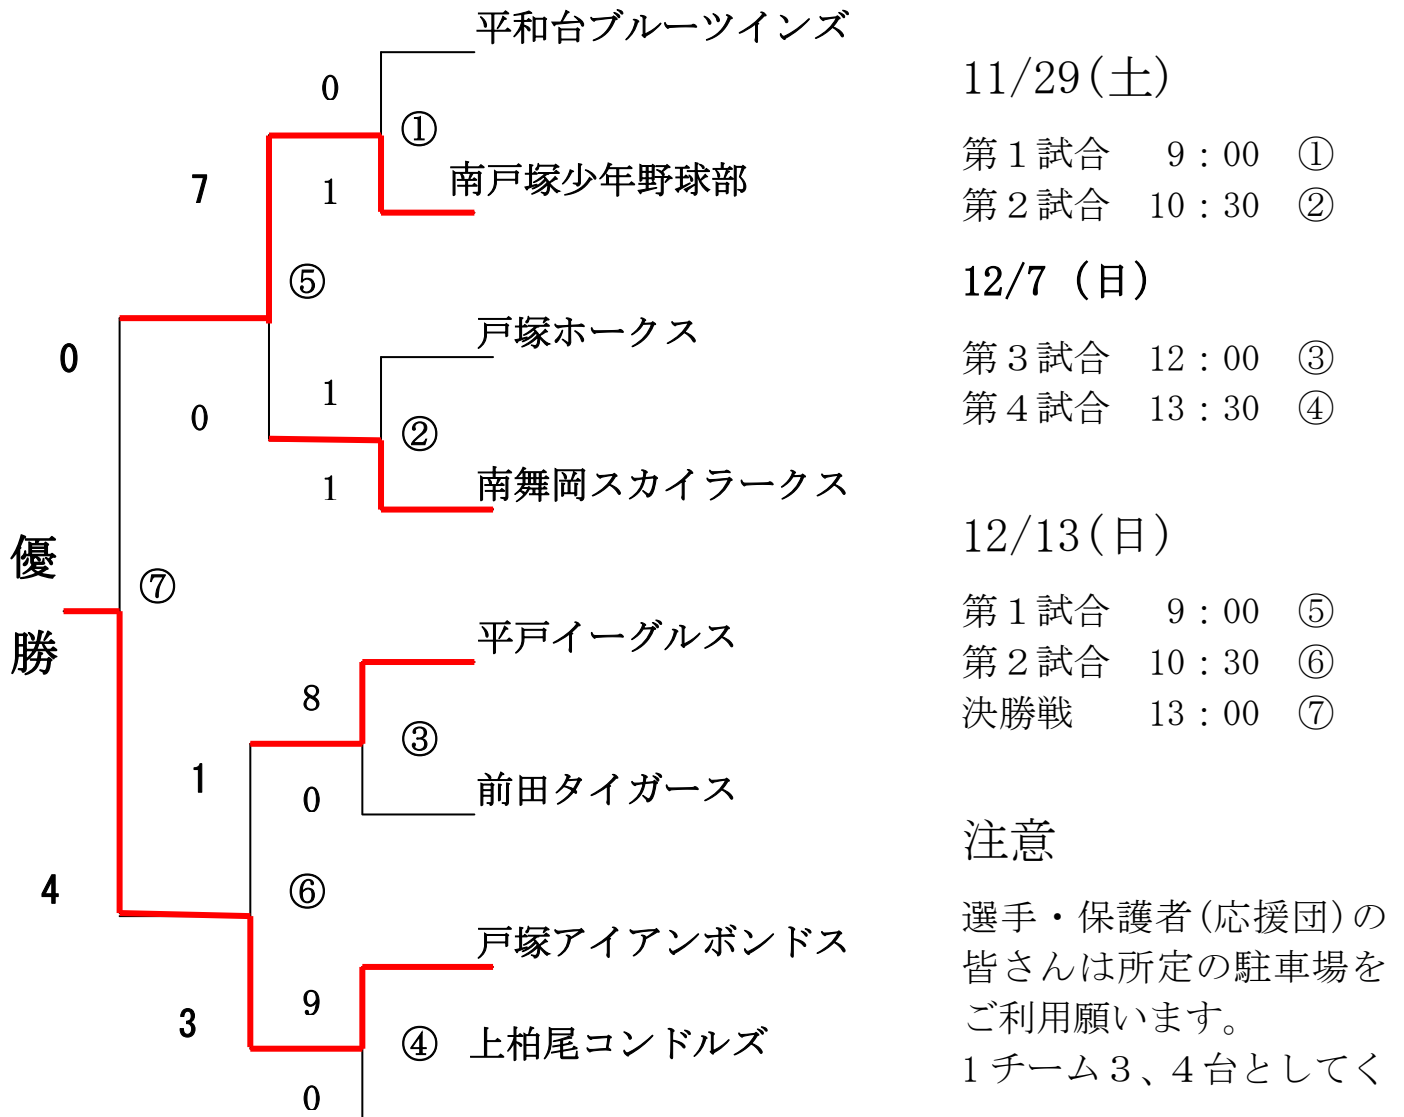 平和台ブルーツインズ
0
①
7
1
南戸塚少年野球部
⑤
戸塚ホークス
0
1
0
②
1
南舞岡スカイラークス
優
勝
⑦
平戸イーグルス
8
③
1
0
前田タイガース
4
⑥
戸塚アイアンボンドス
9
3
④
上柏尾コンドルズ
0
11/29(土)
第1試合 9:00 ①
第2試合 10:30 ②
12/7 (日)
第3試合 12:00 ③
第4試合 13:30 ④
12/13(日)
第1試合 9:00 ⑤
第2試合 10:30 ⑥
決勝戦 13:00 ⑦
注意
選手・保護者(応援団)の
皆さんは所定の駐車場を
ご利用願います。
1チーム3、4台としてく